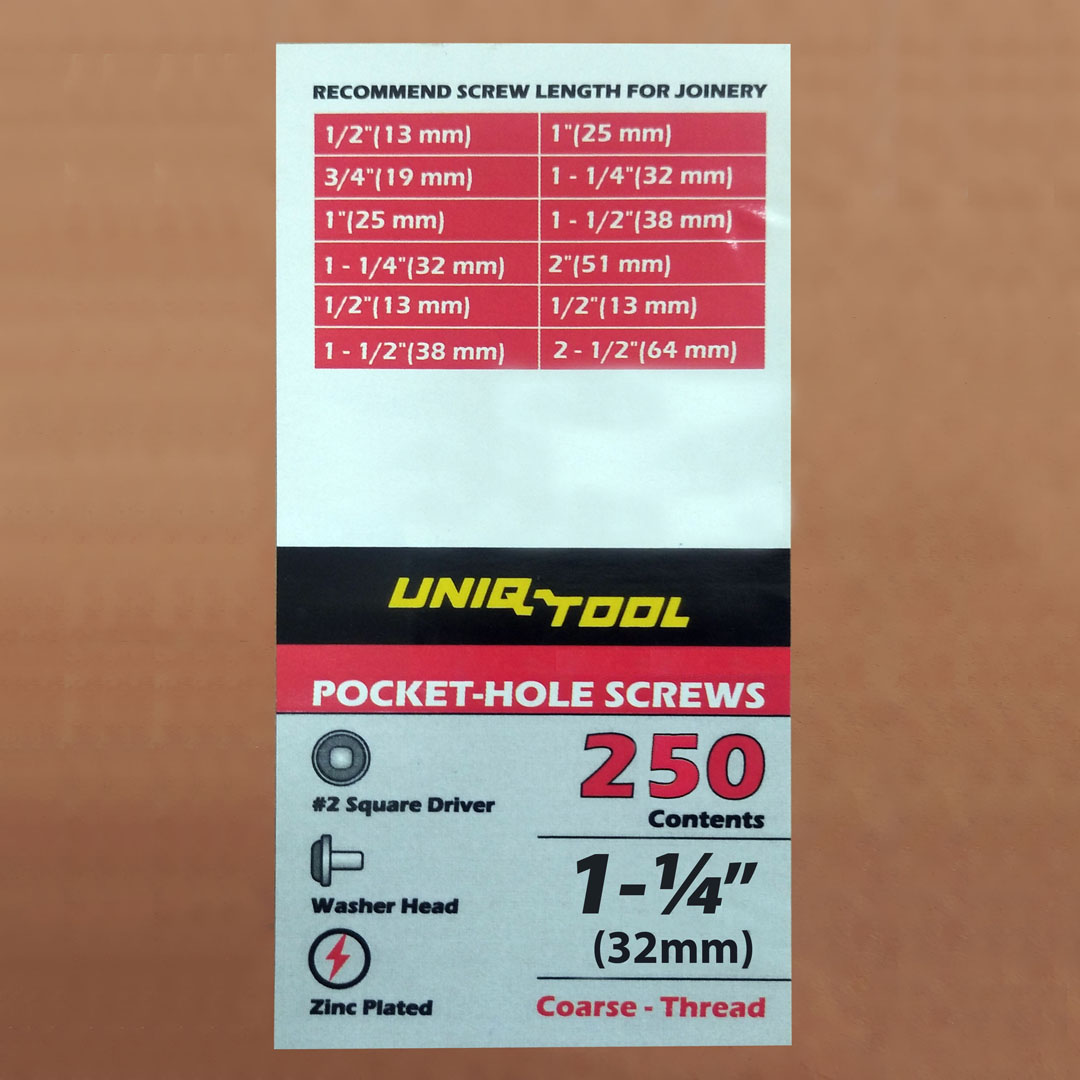 RECOMMEND SCREW LENGTH FOR JOINERY
1/2"(13 mm) 1"(25 mm)
3/4"(19 mm) 1 - 1/4"(32 mm)
1"(25 mm) 1 - 1/2"(38 mm)
1 - 1/4"(32 mm) 2"(51 mm)
1/2"(13 mm) 1/2"(13 mm)
1 - 1/2"(38 mm) 2 - 1/2"(64 mm)
UNIQ-TOOL
POCKET-HOLE SCREWS
#2 Square Driver
Washer Head
Zinc Plated
250
Contents
1-¼"
(32mm)
Coarse - Thread